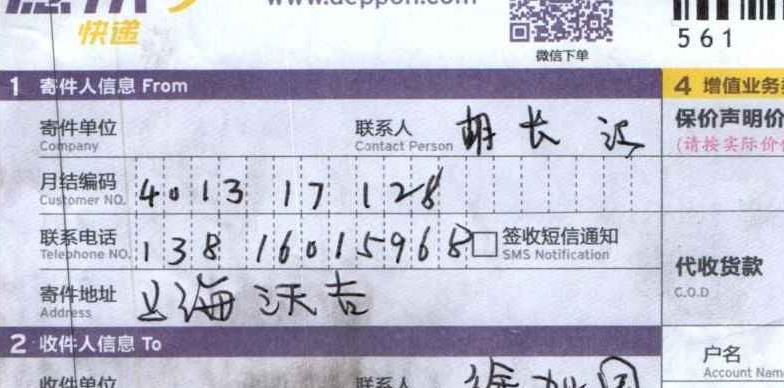 www.deppon.com
快递
微信下单
561
1 寄件人信息 From
4 增值业务
寄件单位 Company
联系人 Contact Person 胡长
保价声明价
(请按实际价
月结编码 Customer NO. 401317128
联系电话 Telephone NO. 13816015968 签收短信通知 SMS Notification
代收货款
C.O.D
寄件地址 Address 上海沃吉
2 收件人信息 To
户名
Account Nam
收件单位 联系人 徐